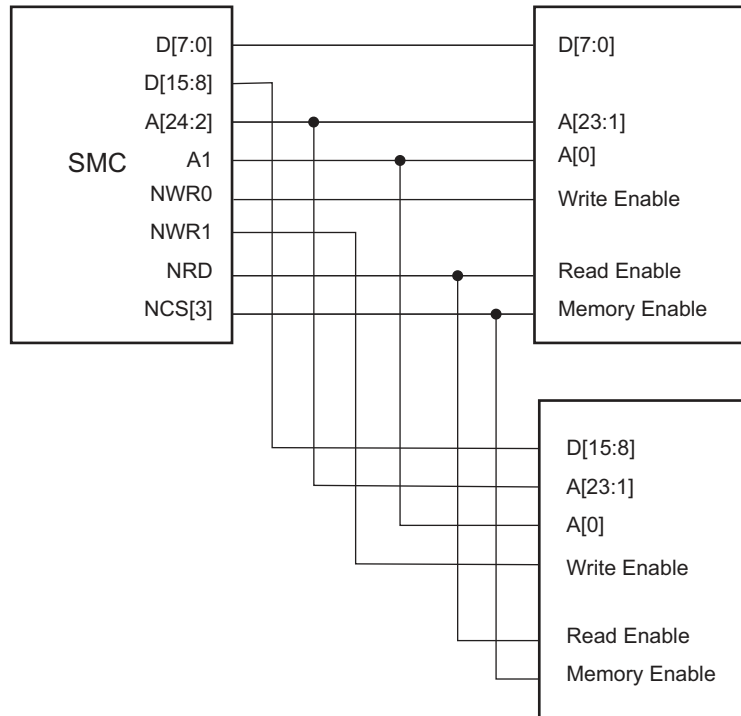 D[7:0]
D[15:8]
A[24:2]
SMC
A1
NWR0
NWR1
NRD
NCS[3]
D[7:0]
A[23:1]
A[0]
Write Enable
Read Enable
Memory Enable
D[15:8]
A[23:1]
A[0]
Write Enable
Read Enable
Memory Enable